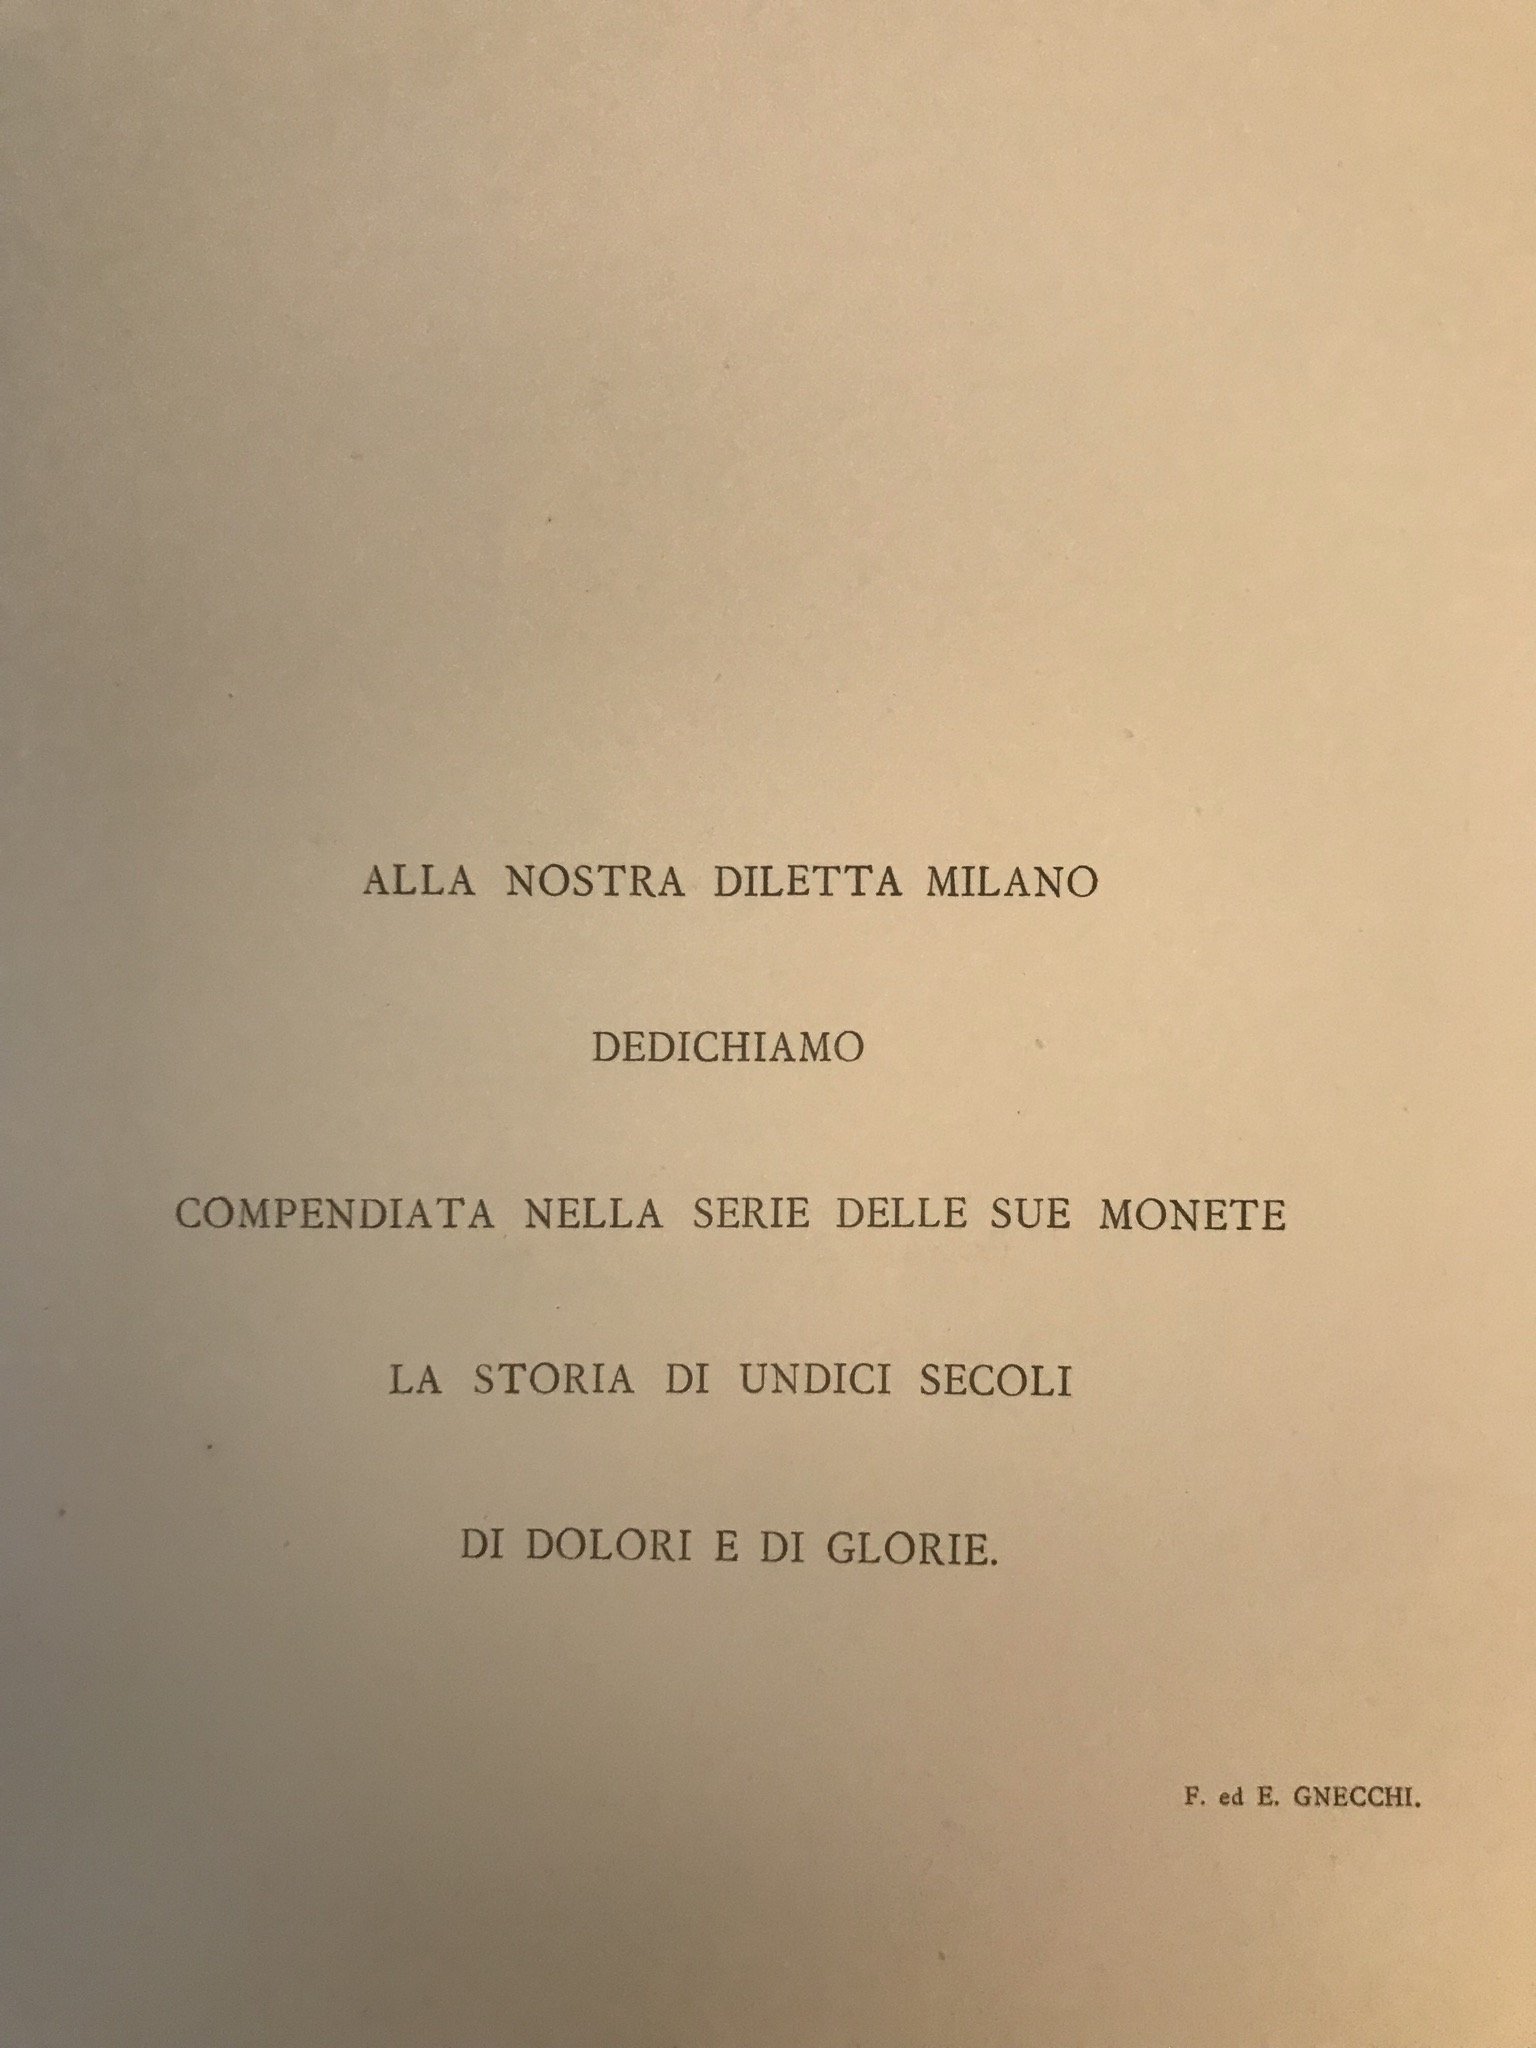 ALLA NOSTRA DILETTA MILANO
DEDICHIAMO
COMPENDIATA NELLA SERIE DELLE SUE MONETE
LA STORIA DI UNDICI SECOLI
DI DOLORI E DI GLORIE.
F. ed E. GNECCHI.